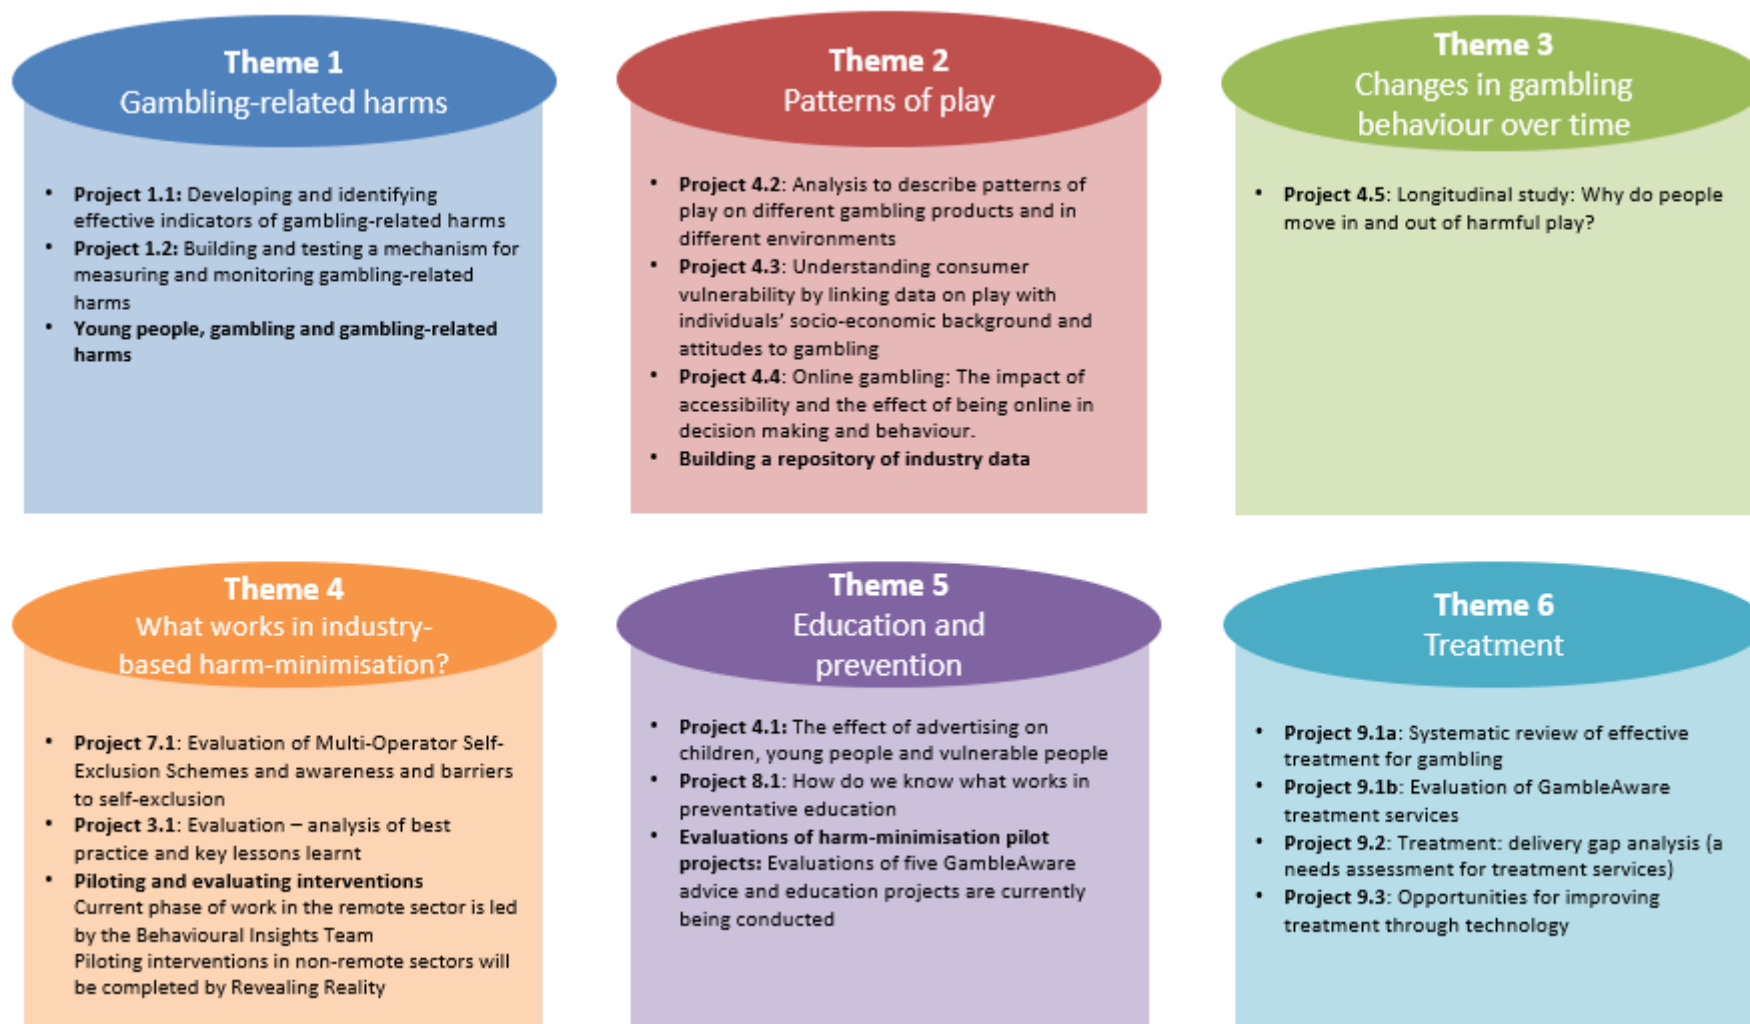 Theme 1
Gambling-related harms
• Project 1.1: Developing and identifying
effective indicators of gambling-related harms
• Project 1.2: Building and testing a mechanism for
measuring and monitoring gambling-related
harms
• Young people, gambling and gambling-related
harms
Theme 2
Patterns of play
• Project 4.2: Analysis to describe patterns of
play on different gambling products and in
different environments
• Project 4.3: Understanding consumer
vulnerability by linking data on play with
individuals’ socio-economic background and
attitudes to gambling
• Project 4.4: Online gambling: The impact of
accessibility and the effect of being online in
decision making and behaviour.
• Building a repository of industry data
Theme 3
Changes in gambling
behaviour over time
• Project 4.5: Longitudinal study: Why do people
move in and out of harmful play?
Theme 4
What works in industry-
based harm-minimisation?
• Project 7.1: Evaluation of Multi-Operator Self-
Exclusion Schemes and awareness and barriers
to self-exclusion
• Project 3.1: Evaluation – analysis of best
practice and key lessons learnt
• Piloting and evaluating interventions
Current phase of work in the remote sector is led
by the Behavioural Insights Team
Piloting interventions in non-remote sectors will
be completed by Revealing Reality
Theme 5
Education and
prevention
• Project 4.1: The effect of advertising on
children, young people and vulnerable people
• Project 8.1: How do we know what works in
preventative education
• Evaluations of harm-minimisation pilot
projects: Evaluations of five GambleAware
advice and education projects are currently
being conducted
Theme 6
Treatment
• Project 9.1a: Systematic review of effective
treatment for gambling
• Project 9.1b: Evaluation of GambleAware
treatment services
• Project 9.2: Treatment: delivery gap analysis (a
needs assessment for treatment services)
• Project 9.3: Opportunities for improving
treatment through technology